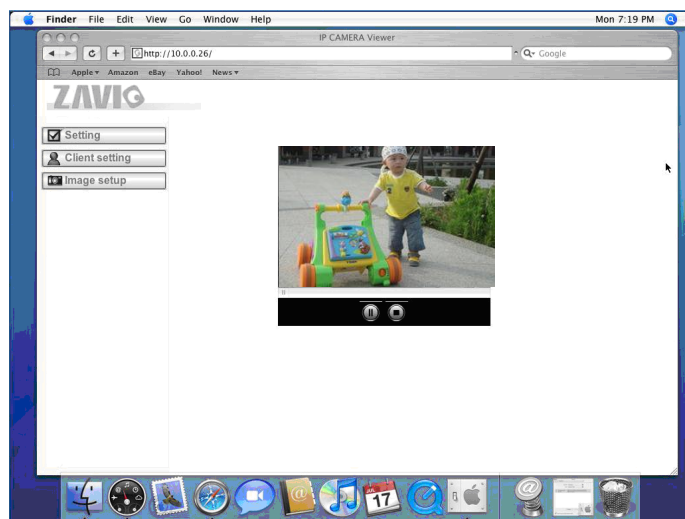 Finder File Edit View Go Window Help Mon 7:19 PM
IP CAMERA Viewer
http://10.0.0.26/ Google
Apple Amazon eBay Yahoo! News
ZAVIO
Setting
Client setting
Image setup
JUL
17